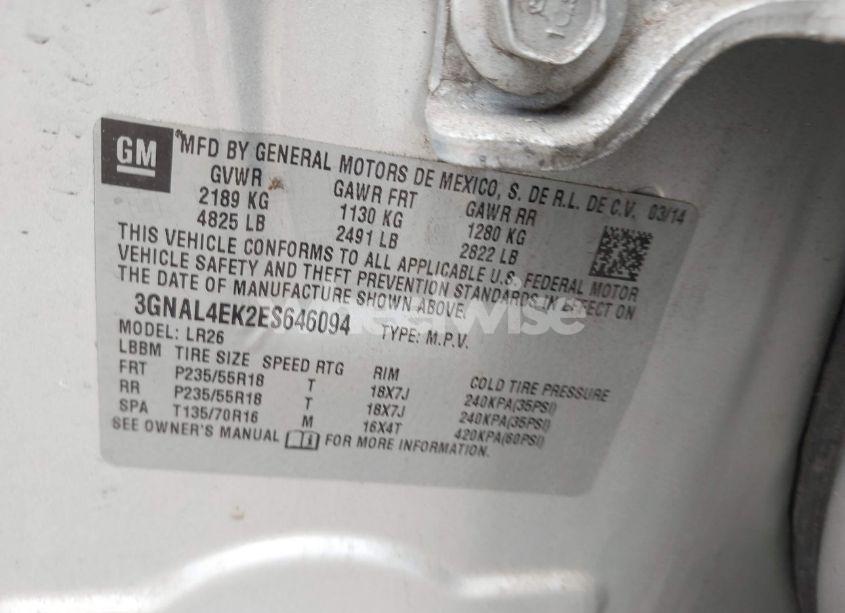 GM
MFD BY GENERAL MOTORS DE MEXICO, S. DE R.L. DE C.V. 03/14
GVWR GAWR FRT GAWR RR
2189 KG 1130 KG 1280 KG
4825 LB 2491 LB 2822 LB
THIS VEHICLE CONFORMS TO ALL APPLICABLE U.S. FEDERAL MOTOR
VEHICLE SAFETY AND THEFT PREVENTION STANDARDS IN EFFECT ON
THE DATE OF MANUFACTURE SHOWN ABOVE.
3GNAL4EK2ES646094 TYPE: M.P.V.
MODEL: LR26
LBBM TIRE SIZE SPEED RTG RIM COLD TIRE PRESSURE
FRT P235/55R18 T 18X7J 240KPA(35PSI)
RR P235/55R18 T 18X7J 240KPA(35PSI)
SPA T135/70R16 M 16X4T 420KPA(60PSI)
SEE OWNER'S MANUAL FOR MORE INFORMATION.